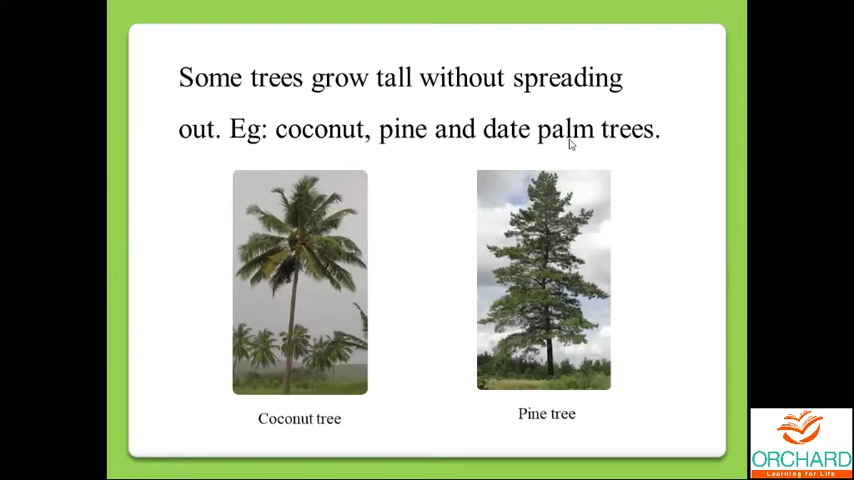 Some trees grow tall without spreading
out. Eg: coconut, pine and date palm trees.
Coconut tree
Pine tree
ORCHARD
Learning for Life